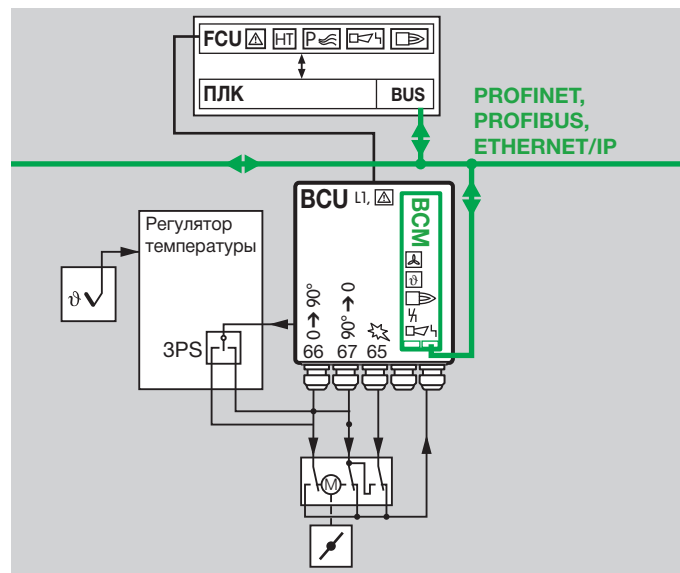 FCU HT P
ПЛК BUS
PROFINET,
PROFIBUS,
ETHERNET/IP
BCU L1,
BCM
Регулятор
температуры
ϑ
ϑ
3PS
0 → 90°
90° → 0
66 67 65
M